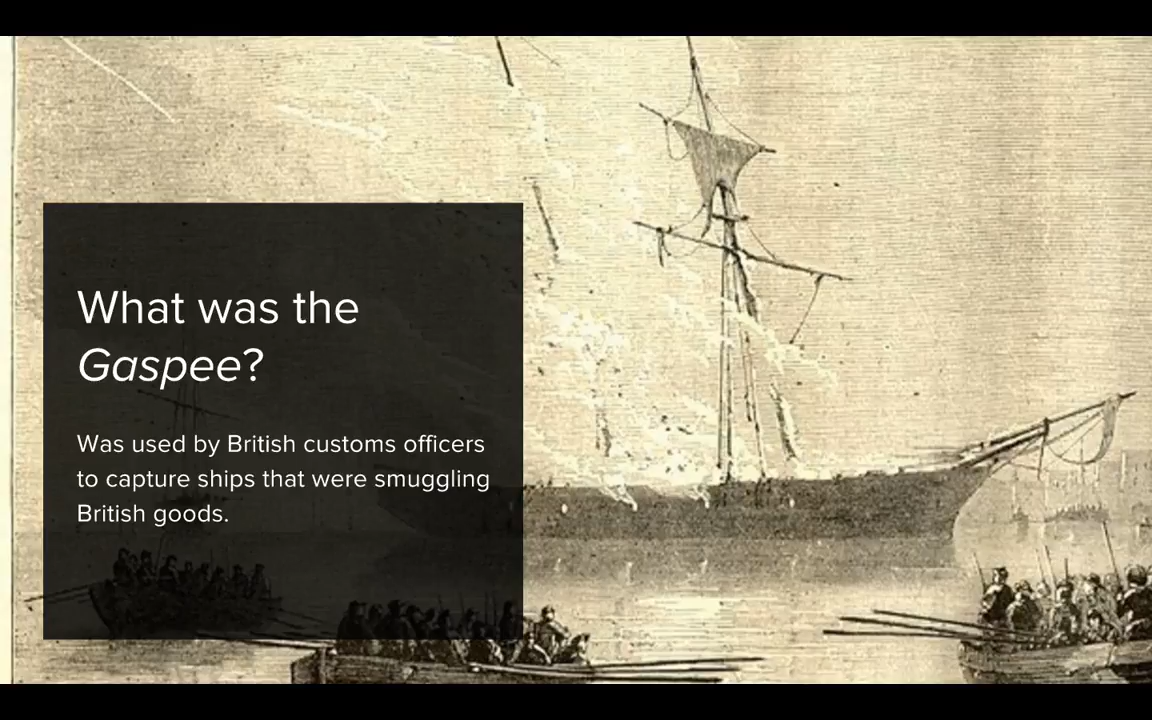 What was the
Gaspee?
Was used by British customs officers
to capture ships that were smuggling
British goods.